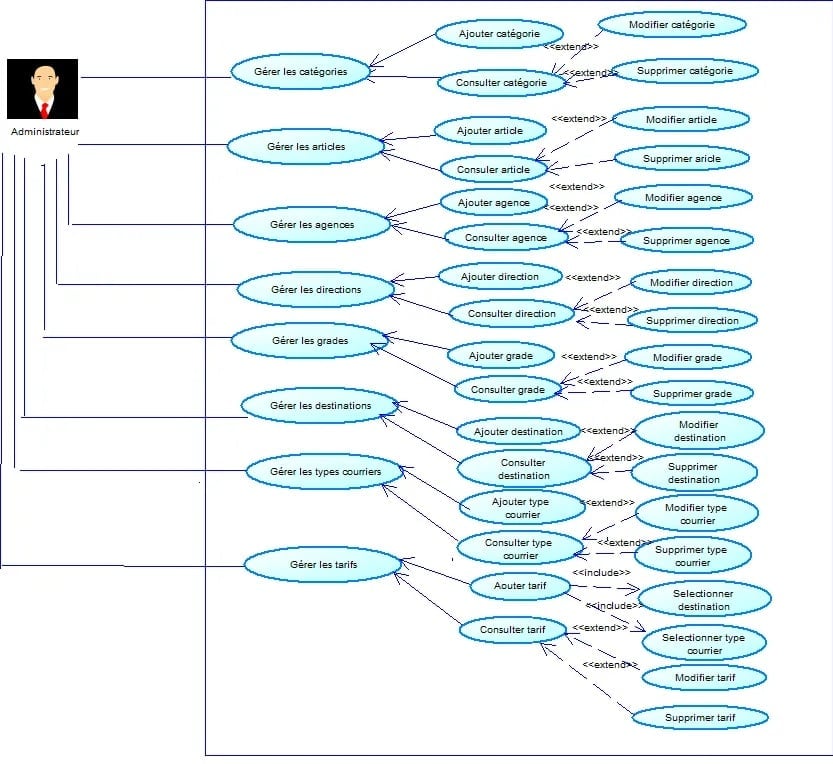 Administrateur
Gérer les catégories
Ajouter catégorie
Modifier catégorie
<<extend>>
Consulter catégorie
<<extend>>
Supprimer catégorie
Gérer les articles
Ajouter article
<<extend>>
Modifier article
Consuler article
Supprimer aricle
<<extend>>
Gérer les agences
Ajouter agence
<<extend>>
Modifier agence
Consulter agence
<<extend>>
Supprimer agence
Gérer les directions
Ajouter direction
<<extend>>
Modifier direction
Consulter direction
<<extend>>
Supprimer direction
Gérer les grades
Ajouter grade
<<extend>>
Modifier grade
Consulter grade
<<extend>>
Supprimer grade
Gérer les destinations
Ajouter destination
<<extend>>
Modifier
destination
Consulter
destination
<<extend>>
Supprimer
destination
Gérer les types courriers
Ajouter type
courrier
<<extend>>
Modifier type
courrier
Consulter type
courrier
<<extend>>
Supprimer type
courrier
Gérer les tarifs
Aouter tarif
<<include>>
Selectionner
destination
<<include>>
Consulter tarif
<<extend>>
Selectionner type
courrier
<<extend>>
Modifier tarif
Supprimer tarif